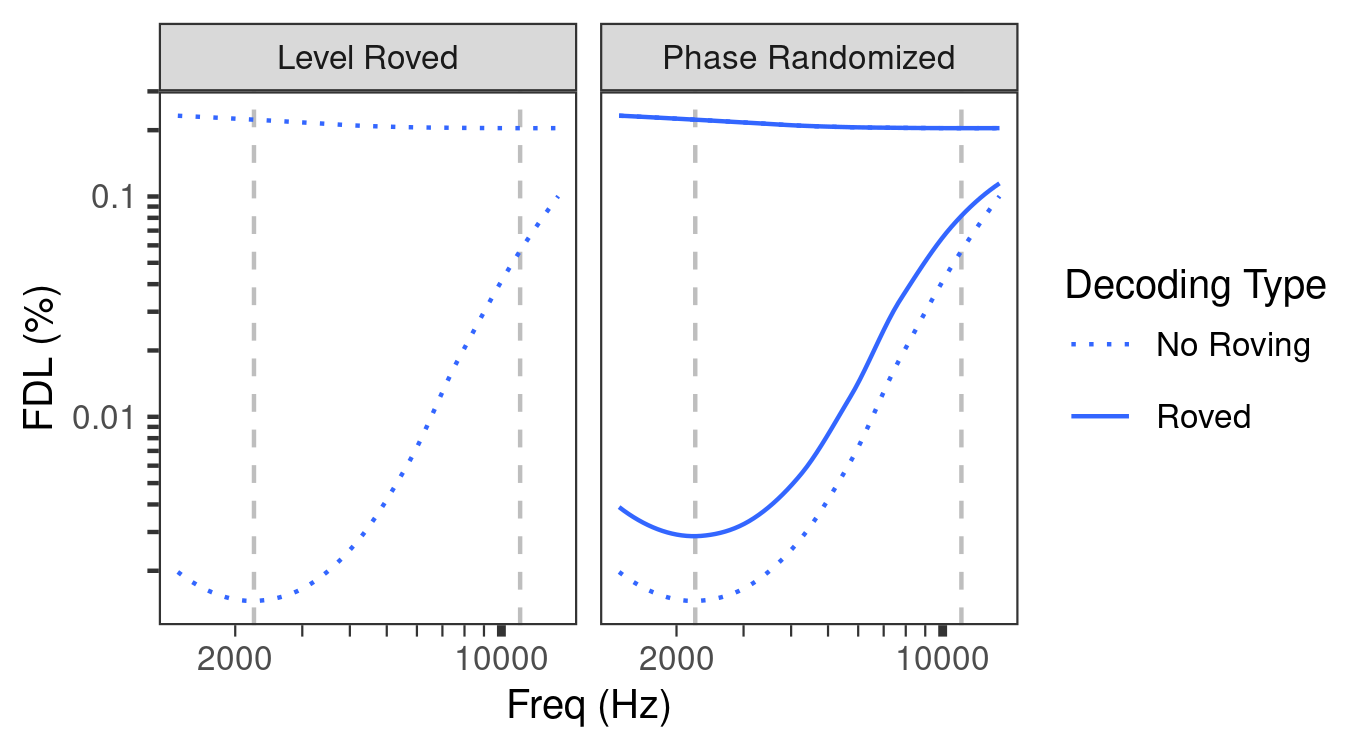 Level Roved
Phase Randomized
FDL (%)
0.1
0.01
2000
10000
2000
10000
Freq (Hz)
Decoding Type
No Roving
Roved